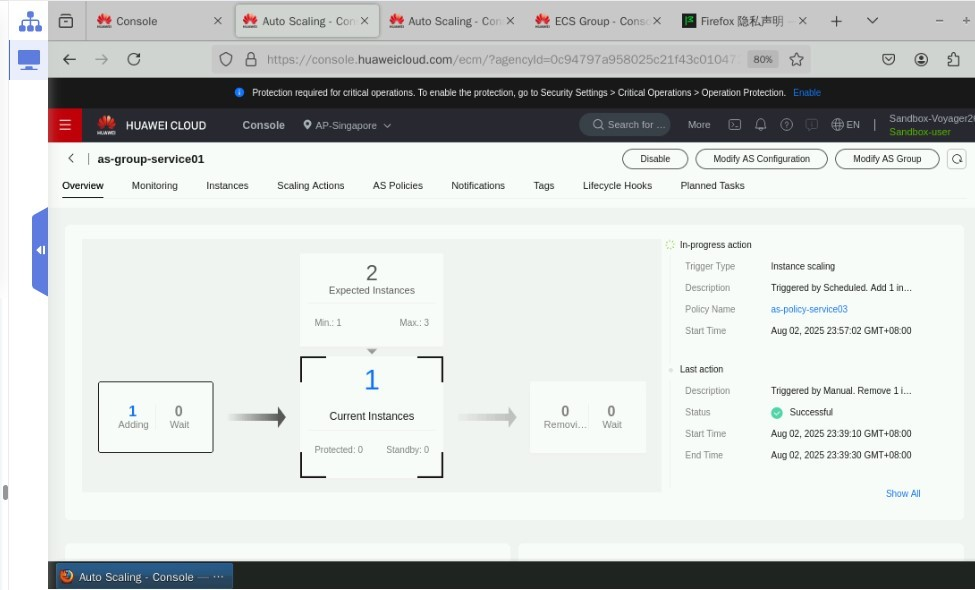 Console
Auto Scaling - Con
Auto Scaling - Con
ECS Group - Conso
Firefox 隐私声明 —
https://console.huaweicloud.com/ecm/?agencyId=0c94797a958025c21f43c01047
80%
Protection required for critical operations. To enable the protection, go to Security Settings > Critical Operations > Operation Protection. Enable
HUAWEI
HUAWEI CLOUD
Console
AP-Singapore
Search for ...
More
EN
Sandbox-Voyager2
Sandbox-user
as-group-service01
Disable
Modify AS Configuration
Modify AS Group
Overview
Monitoring
Instances
Scaling Actions
AS Policies
Notifications
Tags
Lifecycle Hooks
Planned Tasks
2
Expected Instances
Min.: 1
Max.: 3
1
Adding
0
Wait
1
Current Instances
Protected: 0
Standby: 0
0
Removi...
0
Wait
In-progress action
Trigger Type Instance scaling
Description Triggered by Scheduled. Add 1 in...
Policy Name as-policy-service03
Start Time Aug 02, 2025 23:57:02 GMT+08:00
Last action
Description Triggered by Manual. Remove 1 i...
Status Successful
Start Time Aug 02, 2025 23:39:10 GMT+08:00
End Time Aug 02, 2025 23:39:30 GMT+08:00
Show All
Auto Scaling - Console — ···